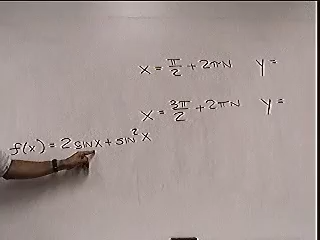 x = π/2 + 2πN y =
x = 3π/2 + 2πN y =
f(x) = 2 sin x + sin² x